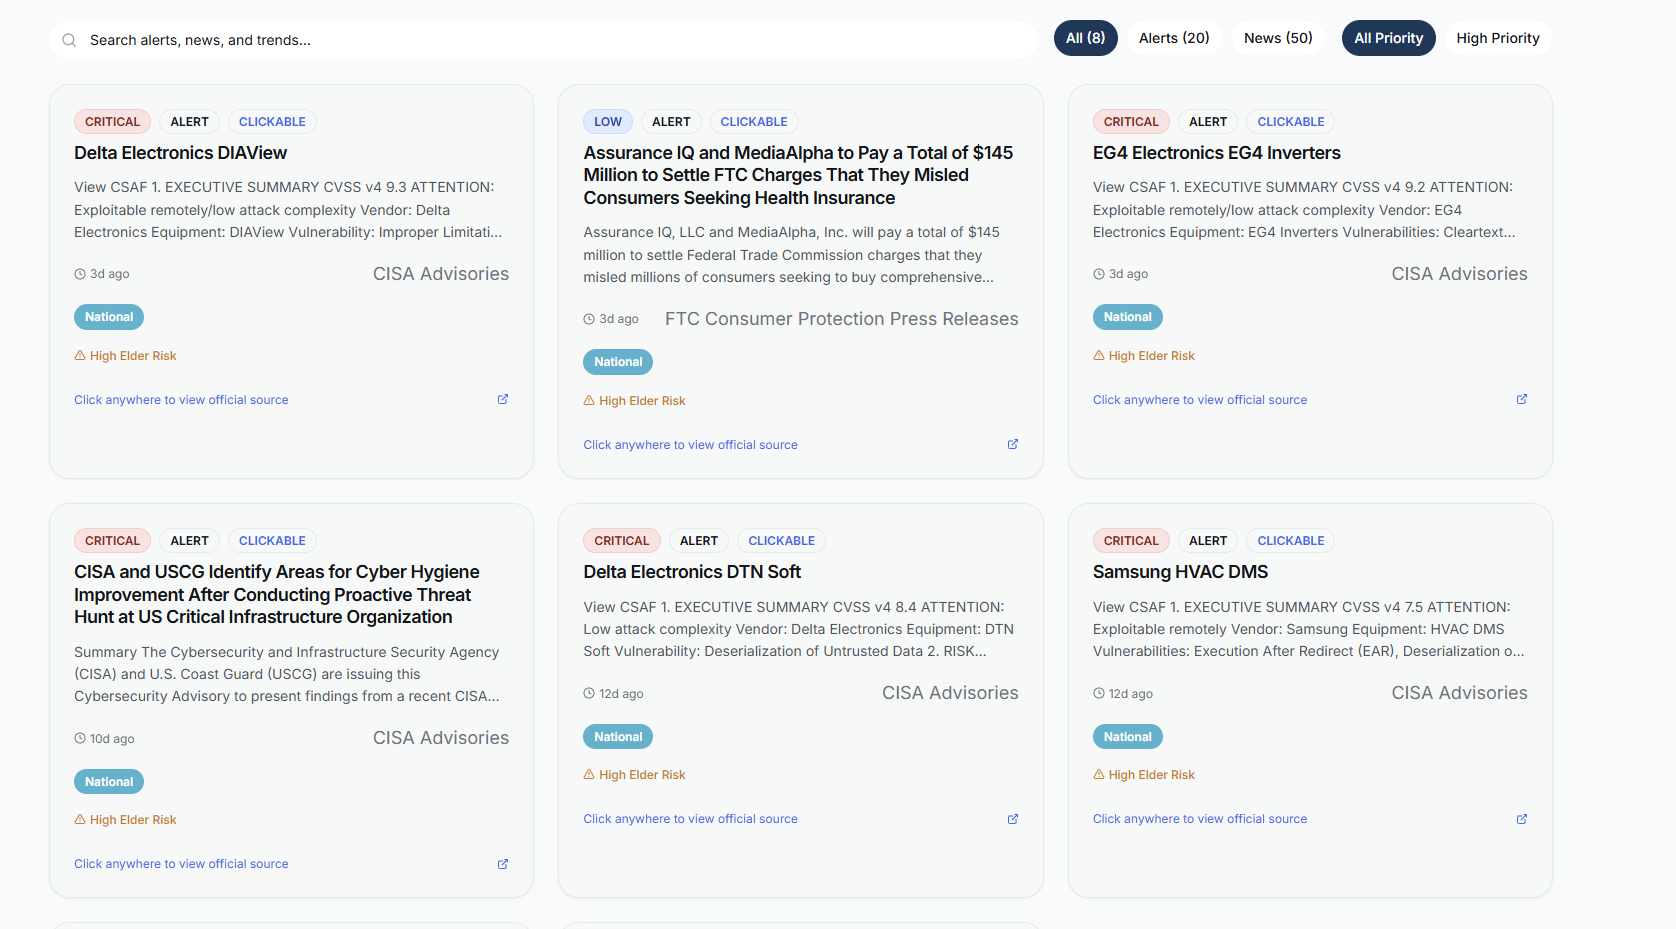 Search alerts, news, and trends...
All (8)
Alerts (20)
News (50)
All Priority
High Priority
CRITICAL
ALERT
CLICKABLE
Delta Electronics DIAView
View CSAF 1. EXECUTIVE SUMMARY CVSS v4 9.3 ATTENTION:
Exploitable remotely/low attack complexity Vendor: Delta
Electronics Equipment: DIAView Vulnerability: Improper Limitati...
3d ago
CISA Advisories
National
High Elder Risk
Click anywhere to view official source
LOW
ALERT
CLICKABLE
Assurance IQ and MediaAlpha to Pay a Total of $145
Million to Settle FTC Charges That They Misled
Consumers Seeking Health Insurance
Assurance IQ, LLC and MediaAlpha, Inc. will pay a total of $145
million to settle Federal Trade Commission charges that they
misled millions of consumers seeking to buy comprehensive...
3d ago
FTC Consumer Protection Press Releases
National
High Elder Risk
Click anywhere to view official source
CRITICAL
ALERT
CLICKABLE
EG4 Electronics EG4 Inverters
View CSAF 1. EXECUTIVE SUMMARY CVSS v4 9.2 ATTENTION:
Exploitable remotely/low attack complexity Vendor: EG4
Electronics Equipment: EG4 Inverters Vulnerabilities: Cleartext...
3d ago
CISA Advisories
National
High Elder Risk
Click anywhere to view official source
CRITICAL
ALERT
CLICKABLE
CISA and USCG Identify Areas for Cyber Hygiene
Improvement After Conducting Proactive Threat
Hunt at US Critical Infrastructure Organization
Summary The Cybersecurity and Infrastructure Security Agency
(CISA) and U.S. Coast Guard (USCG) are issuing this
Cybersecurity Advisory to present findings from a recent CISA...
10d ago
CISA Advisories
National
High Elder Risk
Click anywhere to view official source
CRITICAL
ALERT
CLICKABLE
Delta Electronics DTN Soft
View CSAF 1. EXECUTIVE SUMMARY CVSS v4 8.4 ATTENTION:
Low attack complexity Vendor: Delta Electronics Equipment: DTN
Soft Vulnerability: Deserialization of Untrusted Data 2. RISK...
12d ago
CISA Advisories
National
High Elder Risk
Click anywhere to view official source
CRITICAL
ALERT
CLICKABLE
Samsung HVAC DMS
View CSAF 1. EXECUTIVE SUMMARY CVSS v4 7.5 ATTENTION:
Exploitable remotely Vendor: Samsung Equipment: HVAC DMS
Vulnerabilities: Execution After Redirect (EAR), Deserialization o...
12d ago
CISA Advisories
National
High Elder Risk
Click anywhere to view official source